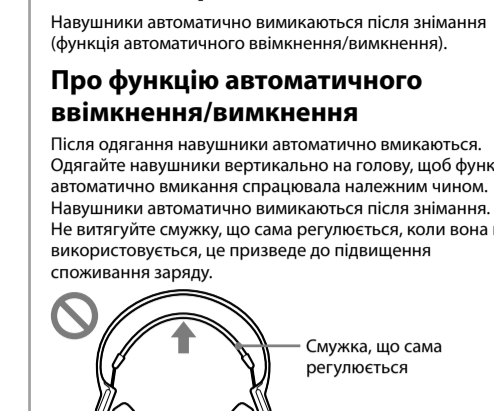 Навушники автоматично вимикаються після знімання
(функція автоматичного ввімкнення/вимкнення).
Про функцію автоматичного
ввімкнення/вимкнення
Після одягання навушники автоматично вмикаються.
Одягайте навушники вертикально на голову, щоб
автоматично вмикання спрацювала належним чином.
Навушники автоматично вимикаються після знімання.
Не витягуйте смужку, що сама регулюється, коли вона
використовується, це призведе до підвищення
споживання заряду.
Смужка, що сама
регулюється